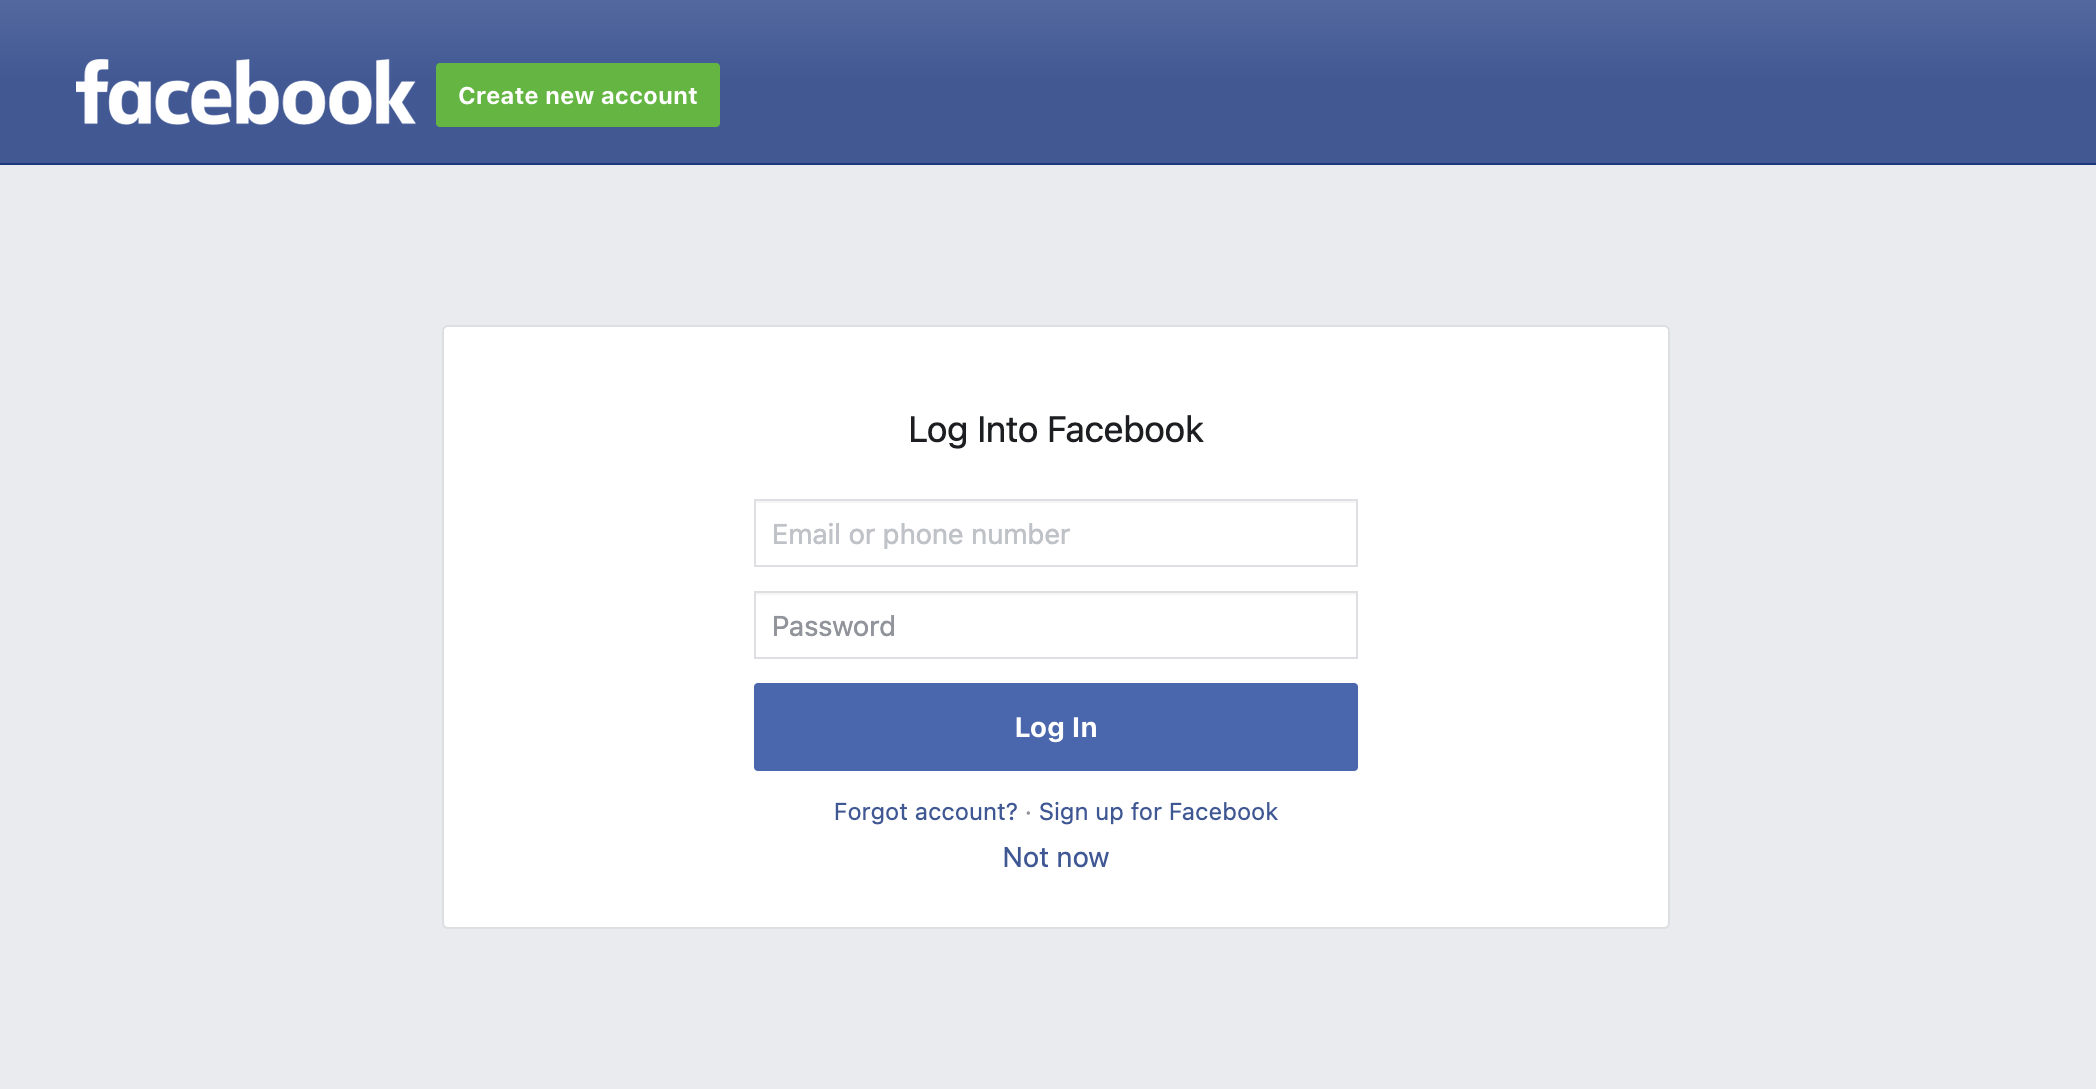 facebook
Create new account
Log Into Facebook
Email or phone number
Password
Log In
Forgot account? · Sign up for Facebook
Not now